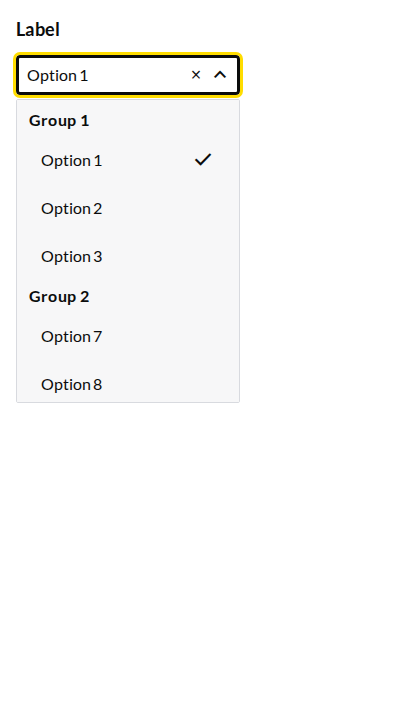 Label
Option 1
Group 1
Option 1
Option 2
Option 3
Group 2
Option 7
Option 8